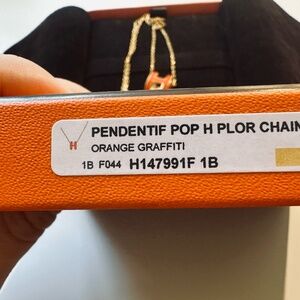 PENDENTIF POP H PLOR CHAIN
ORANGE GRAFFITI
1B F044 H147991F 1B